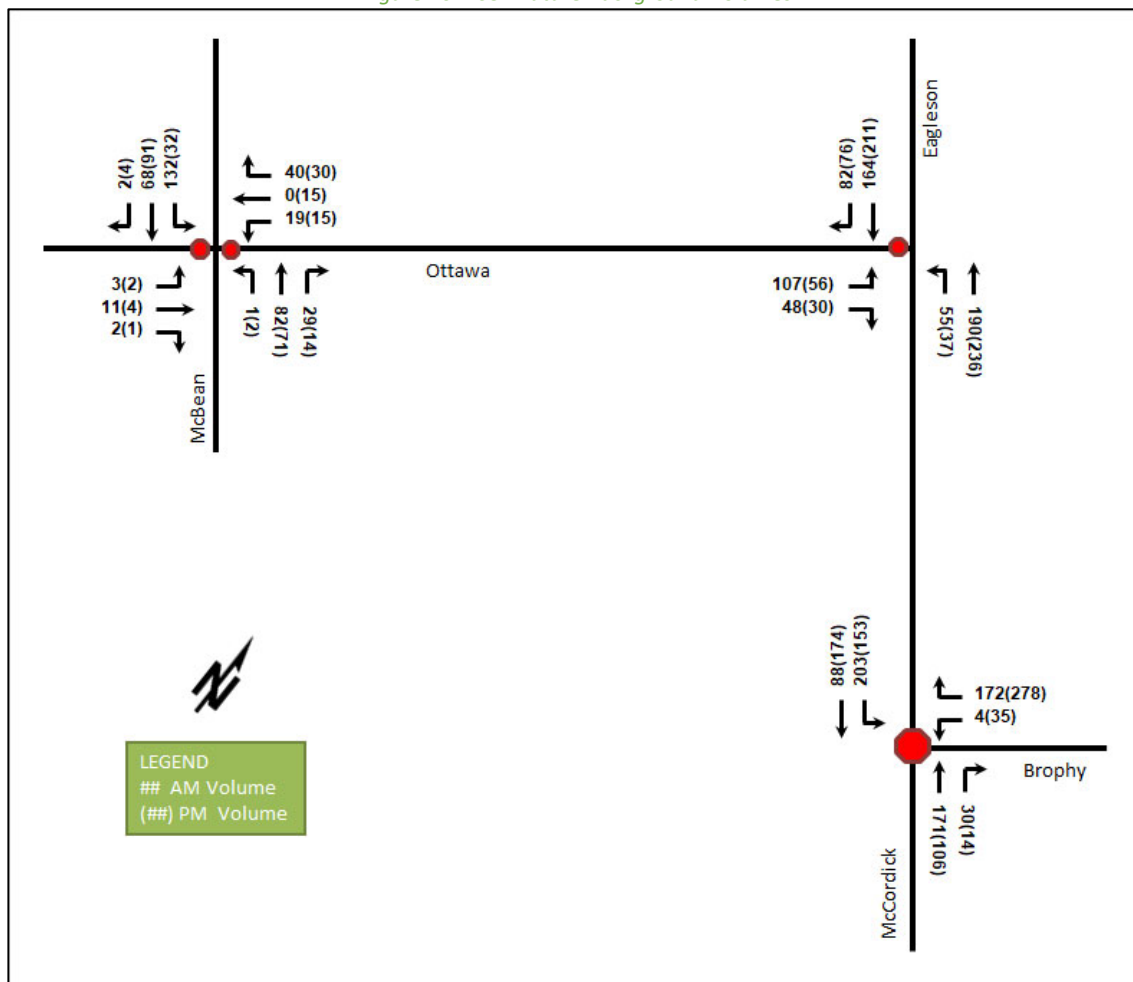 2(4)
68(91)
132(32)
40(30)
0(15)
19(15)
82(76)
164(211)
Eagleson
Ottawa
3(2)
11(4)
2(1)
1(2)
82(71)
29(14)
McBean
107(56)
48(30)
55(37)
190(236)
88(174)
203(153)
172(278)
4(35)
Brophy
171(106)
30(14)
McCordick
N
LEGEND
## AM Volume
(##) PM Volume